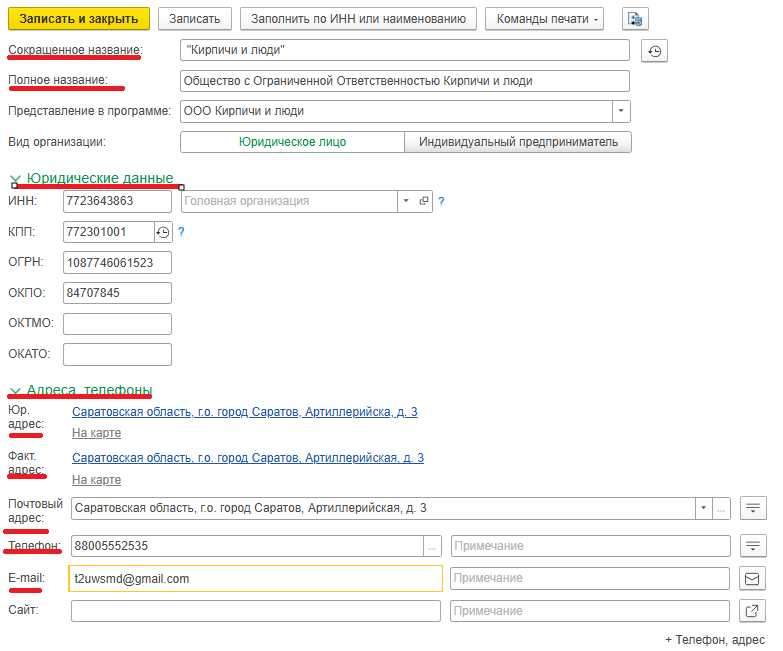 Записать и закрыть Записать Заполнить по ИНН или наименованию Команды печати
Сокращенное название: "Кирпичи и люди"
Полное название: Общество с Ограниченной Ответственностью Кирпичи и люди
Представление в программе: ООО Кирпичи и люди
Вид организации: Юридическое лицо Индивидуальный предприниматель
Юридические данные
ИНН: 7723643863 Головная организация ?
КПП: 772301001 ?
ОГРН: 1087746061523
ОКПО: 84707845
ОКТМО:
ОКАТО:
Адреса, телефоны
Юр. адрес: Саратовская область, г.о. город Саратов, Артиллерийска, д. 3
На карте
Факт. адрес: Саратовская область, г.о. город Саратов, Артиллерийская, д. 3
На карте
Почтовый адрес: Саратовская область, г.о. город Саратов, Артиллерийская, д. 3 ...
Телефон: 88005552535 ... Примечание
E-mail: t2uwsmd@gmail.com Примечание
Сайт: Примечание
+ Телефон, адрес